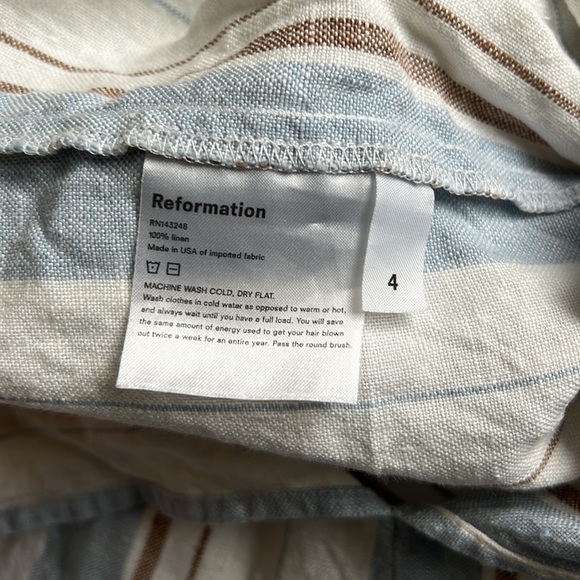 Reformation
RN143248
100% linen
Made in USA of imported fabric
MACHINE WASH COLD, DRY FLAT.
Wash clothes in cold water as opposed to warm or hot,
and always wait until you have a full load. You will save
the same amount of energy used to get your hair blown
out twice a week for an entire year. Pass the round brush.
4